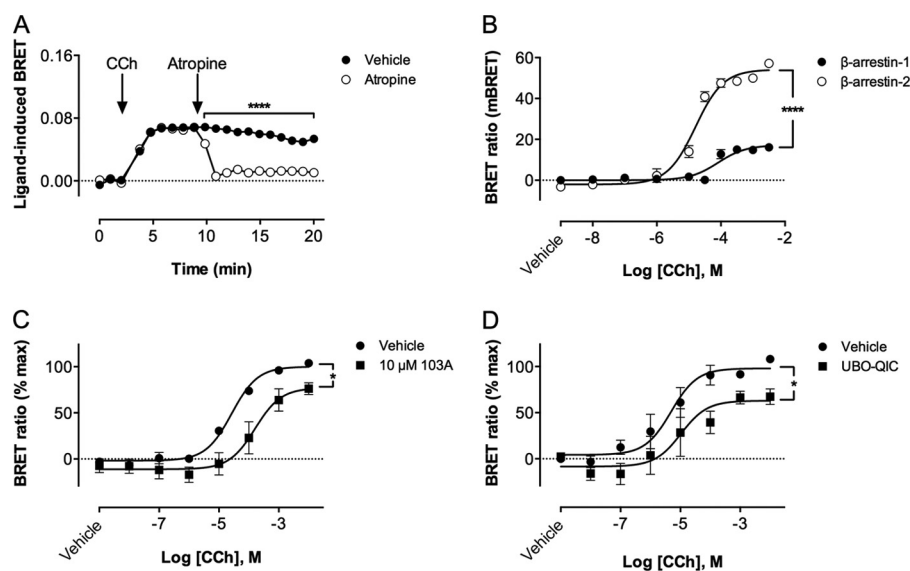 A
Ligand-induced BRET
0.16
0.08
0.00
CCh
Atropine
****
Vehicle
Atropine
0 5 10 15 20
Time (min)
B
BRET ratio (mBRET)
60
40
20
0
β-arrestin-1
β-arrestin-2
****
Vehicle -8 -6 -4 -2
Log [CCh], M
C
BRET ratio (% max)
100
50
0
Vehicle
10 µM 103A
*
Vehicle -7 -5 -3
Log [CCh], M
D
BRET ratio (% max)
100
50
0
Vehicle
UBO-QIC
*
Vehicle -7 -5 -3
Log [CCh], M